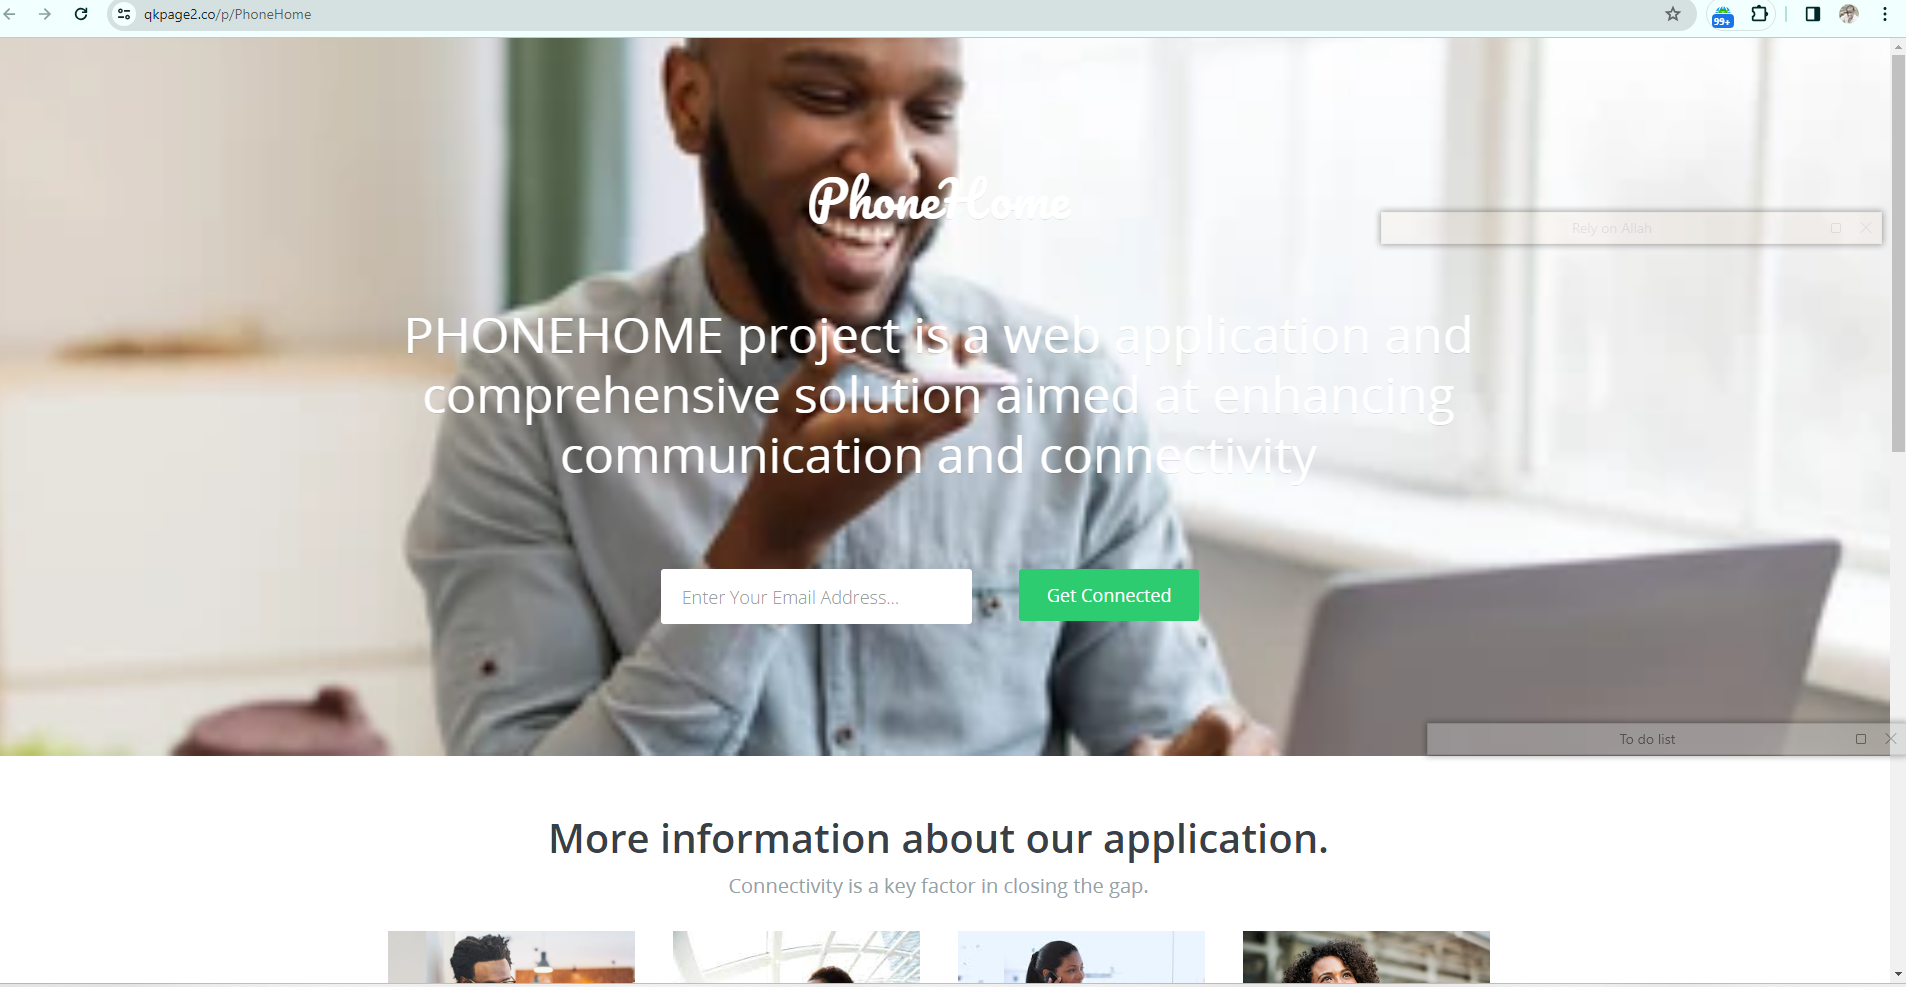 qkpage2.co/p/PhoneHome
99+
PhoneHome
Rely on Allah
PHONEHOME project is a web application and
comprehensive solution aimed at enhancing
communication and connectivity
Enter Your Email Address...
Get Connected
To do list
More information about our application.
Connectivity is a key factor in closing the gap.